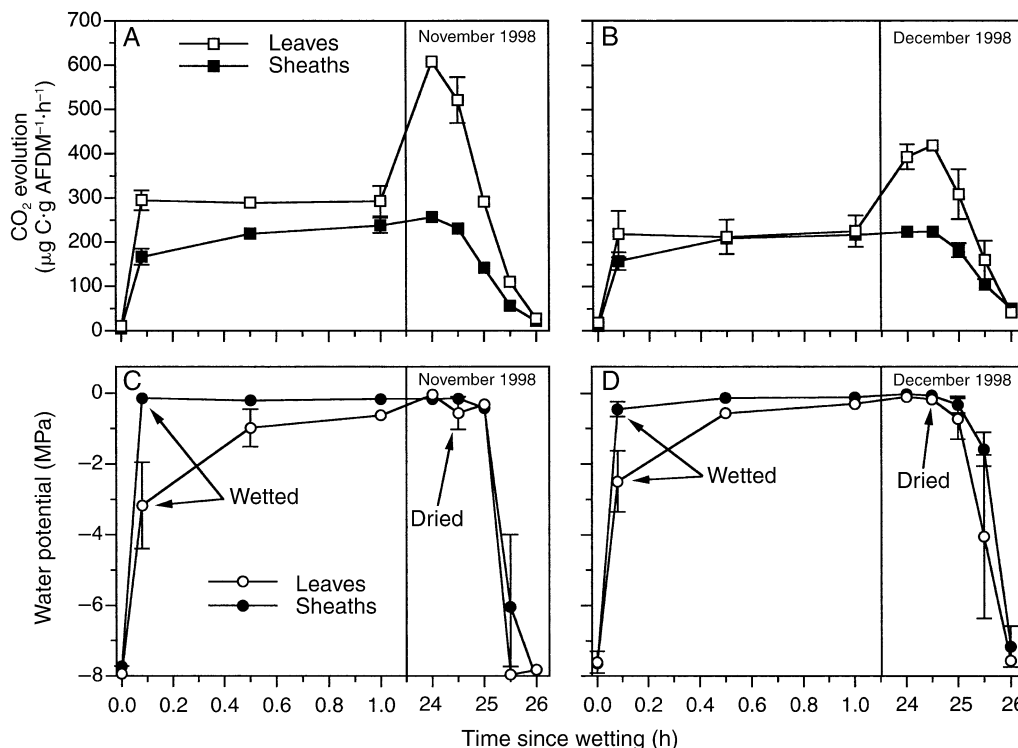 A
Leaves
Sheaths
November 1998
B
December 1998
700
600
500
400
300
200
100
0
CO₂ evolution
(μg C·g AFDM⁻¹·h⁻¹)
C
November 1998
Wetted
Dried
Leaves
Sheaths
D
December 1998
Wetted
Dried
0
−2
−4
−6
−8
Water potential (MPa)
0.0 0.2 0.4 0.6 0.8 1.0 24 25 26
0.0 0.2 0.4 0.6 0.8 1.0 24 25 26
Time since wetting (h)